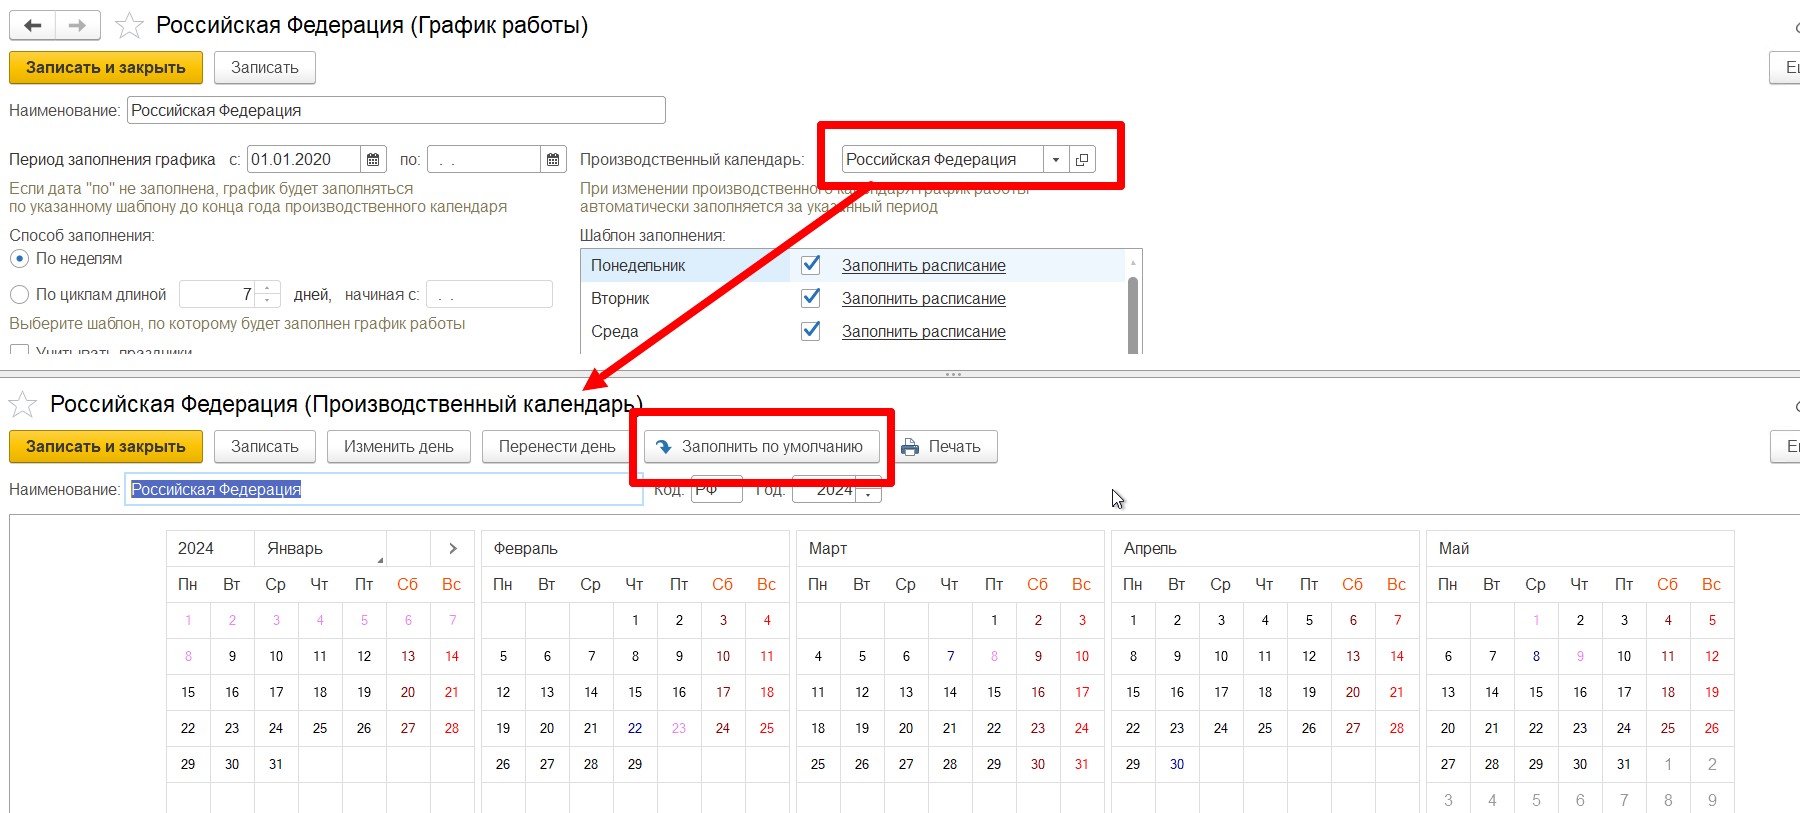 Российская Федерация (График работы)
Записать и закрыть Записать
Наименование: Российская Федерация
Период заполнения графика с: 01.01.2020 по: . . Производственный календарь: Российская Федерация
Если дата "по" не заполнена, график будет заполняться При изменении производственного календаря график работы
по указанному шаблону до конца года производственного календаря автоматически заполняется за указанный период
Способ заполнения: Шаблон заполнения:
По неделям Понедельник Заполнить расписание
По циклам длиной 7 дней, начиная с: . . Вторник Заполнить расписание
Выберите шаблон, по которому будет заполнен график работы Среда Заполнить расписание
Учитывать праздники
Российская Федерация (Производственный календарь)
Записать и закрыть Записать Изменить день Перенести день Заполнить по умолчанию Печать
Наименование: Российская Федерация Код: РФ Год: 2024
2024 Январь > Февраль Март Апрель Май
Пн Вт Ср Чт Пт Сб Вс Пн Вт Ср Чт Пт Сб Вс Пн Вт Ср Чт Пт Сб Вс Пн Вт Ср Чт Пт Сб Вс Пн Вт Ср Чт Пт Сб Вс
1 2 3 4 5 6 7 1 2 3 4 1 2 3 1 2 3 4 5 6 7 1 2 3 4 5
8 9 10 11 12 13 14 5 6 7 8 9 10 11 4 5 6 7 8 9 10 8 9 10 11 12 13 14 6 7 8 9 10 11 12
15 16 17 18 19 20 21 12 13 14 15 16 17 18 11 12 13 14 15 16 17 15 16 17 18 19 20 21 13 14 15 16 17 18 19
22 23 24 25 26 27 28 19 20 21 22 23 24 25 18 19 20 21 22 23 24 22 23 24 25 26 27 28 20 21 22 23 24 25 26
29 30 31 26 27 28 29 25 26 27 28 29 30 31 29 30 27 28 29 30 31 1 2
3 4 5 6 7 8 9